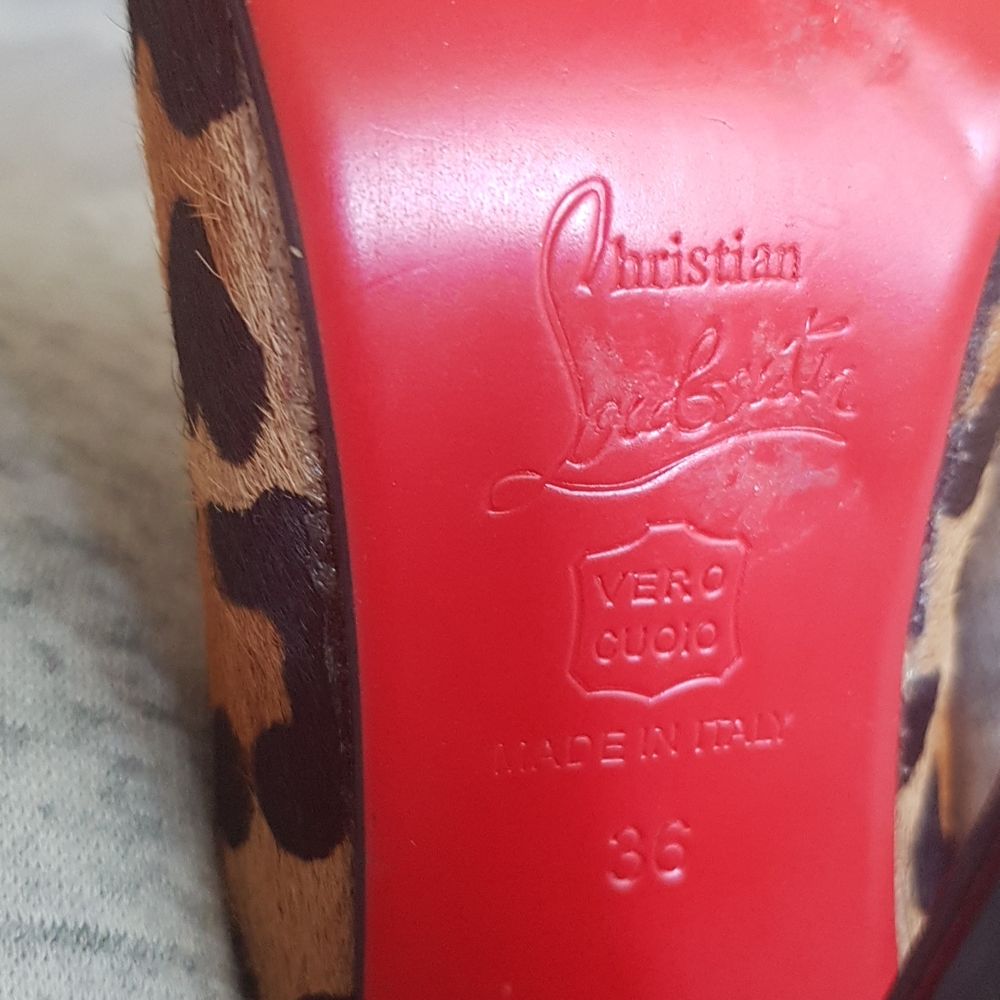 Christian
Louboutin
VERO
CUOIO
MADE IN ITALY
36